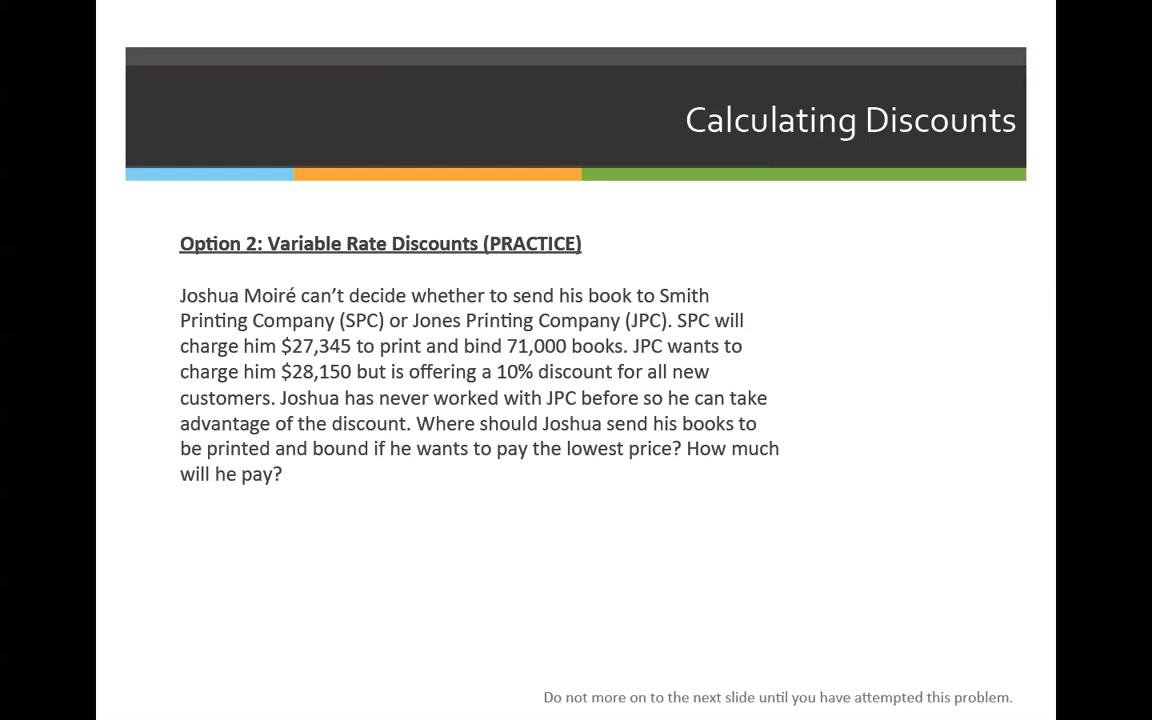 Calculating Discounts
Option 2: Variable Rate Discounts (PRACTICE)
Joshua Moiré can’t decide whether to send his book to Smith
Printing Company (SPC) or Jones Printing Company (JPC). SPC will
charge him $27,345 to print and bind 71,000 books. JPC wants to
charge him $28,150 but is offering a 10% discount for all new
customers. Joshua has never worked with JPC before so he can take
advantage of the discount. Where should Joshua send his books to
be printed and bound if he wants to pay the lowest price? How much
will he pay?
Do not more on to the next slide until you have attempted this problem.